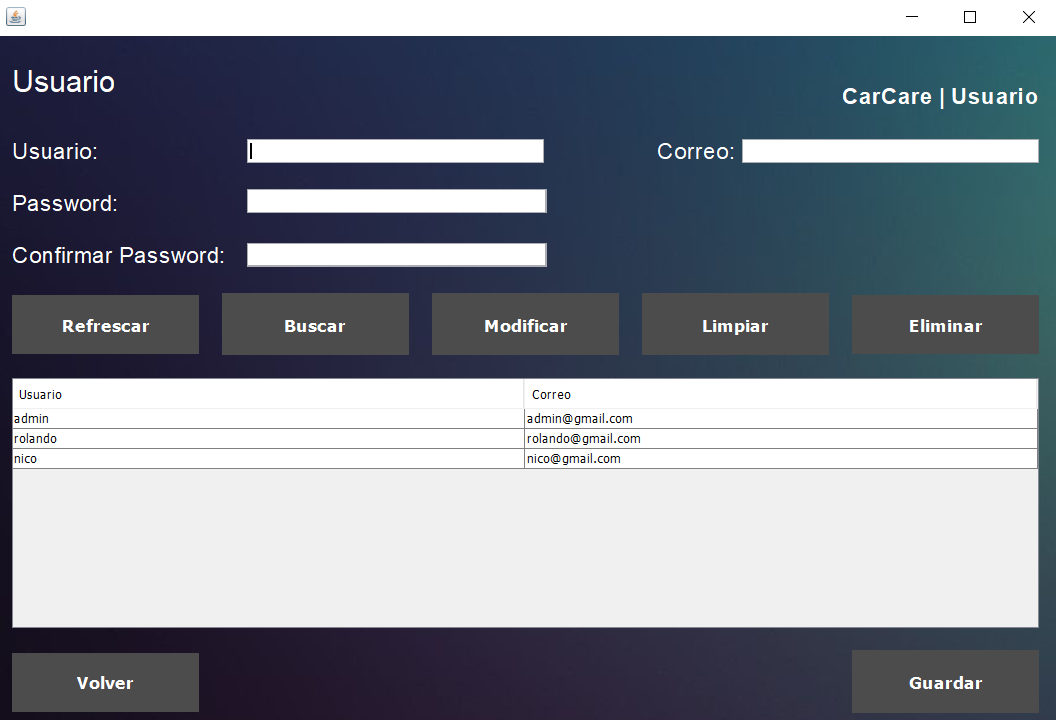 Usuario
CarCare | Usuario
Usuario:
Correo:
Password:
Confirmar Password:
Refrescar
Buscar
Modificar
Limpiar
Eliminar
Usuario Correo
admin admin@gmail.com
rolando rolando@gmail.com
nico nico@gmail.com
Volver
Guardar